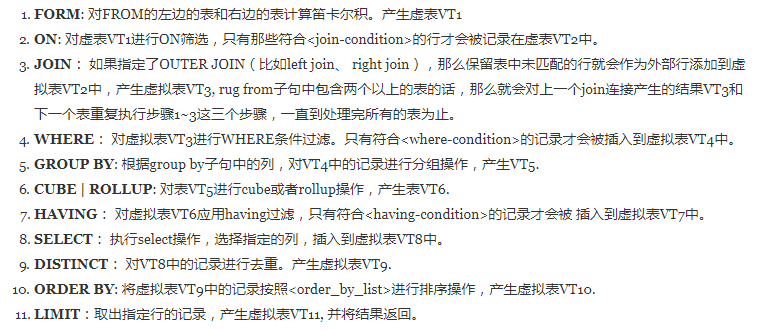 1. FORM: 对FROM的左边的表和右边的表计算笛卡尔积。产生虚表VT1
2. ON: 对虚表VT1进行ON筛选，只有那些符合<join-condition>的行才会被记录在虚表VT2中。
3. JOIN： 如果指定了OUTER JOIN（比如left join、 right join），那么保留表中未匹配的行就会作为外部行添加到虚
拟表VT2中，产生虚拟表VT3, rug from子句中包含两个以上的表的话，那么就会对上一个join连接产生的结果VT3和
下一个表重复执行步骤1~3这三个步骤，一直到处理完所有的表为止。
4. WHERE： 对虚拟表VT3进行WHERE条件过滤。只有符合<where-condition>的记录才会被插入到虚拟表VT4中。
5. GROUP BY: 根据group by子句中的列，对VT4中的记录进行分组操作，产生VT5.
6. CUBE | ROLLUP: 对表VT5进行cube或者rollup操作，产生表VT6.
7. HAVING： 对虚拟表VT6应用having过滤，只有符合<having-condition>的记录才会被 插入到虚拟表VT7中。
8. SELECT： 执行select操作，选择指定的列，插入到虚拟表VT8中。
9. DISTINCT： 对VT8中的记录进行去重。产生虚拟表VT9.
10. ORDER BY: 将虚拟表VT9中的记录按照<order_by_list>进行排序操作，产生虚拟表VT10.
11. LIMIT：取出指定行的记录，产生虚拟表VT11, 并将结果返回。